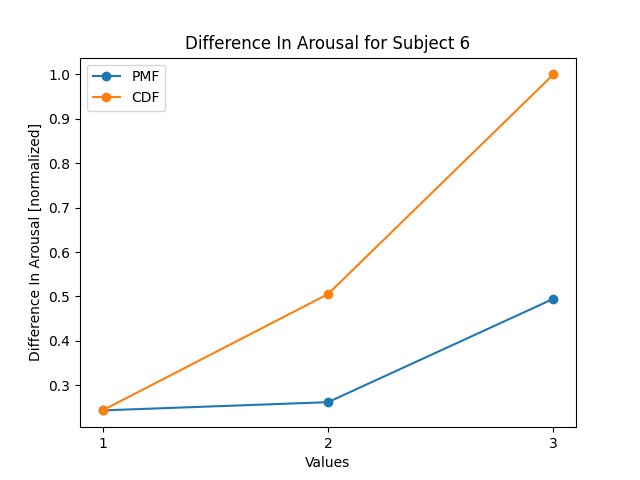 Difference In Arousal for Subject 6
PMF
CDF
Difference In Arousal [normalized]
1.0
0.9
0.8
0.7
0.6
0.5
0.4
0.3
1 2 3
Values